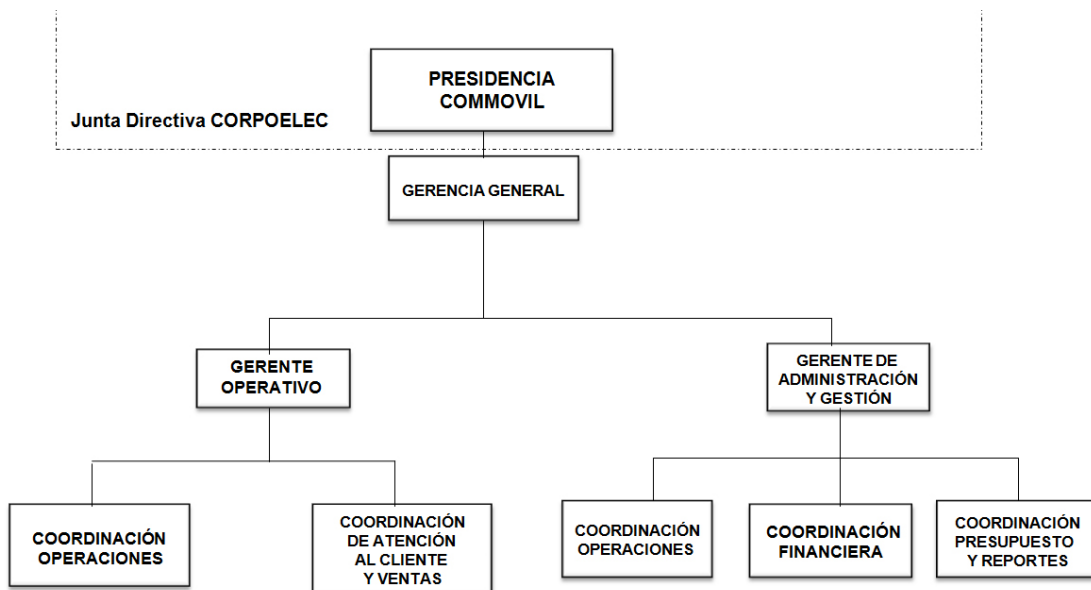 PRESIDENCIA
COMMOVIL
Junta Directiva CORPOELEC
GERENCIA GENERAL
GERENTE
OPERATIVO
GERENTE DE
ADMINISTRACIÓN
Y GESTIÓN
COORDINACIÓN
OPERACIONES
COORDINACIÓN
DE ATENCIÓN
AL CLIENTE
Y VENTAS
COORDINACIÓN
OPERACIONES
COORDINACIÓN
FINANCIERA
COORDINACIÓN
PRESUPUESTO
Y REPORTES